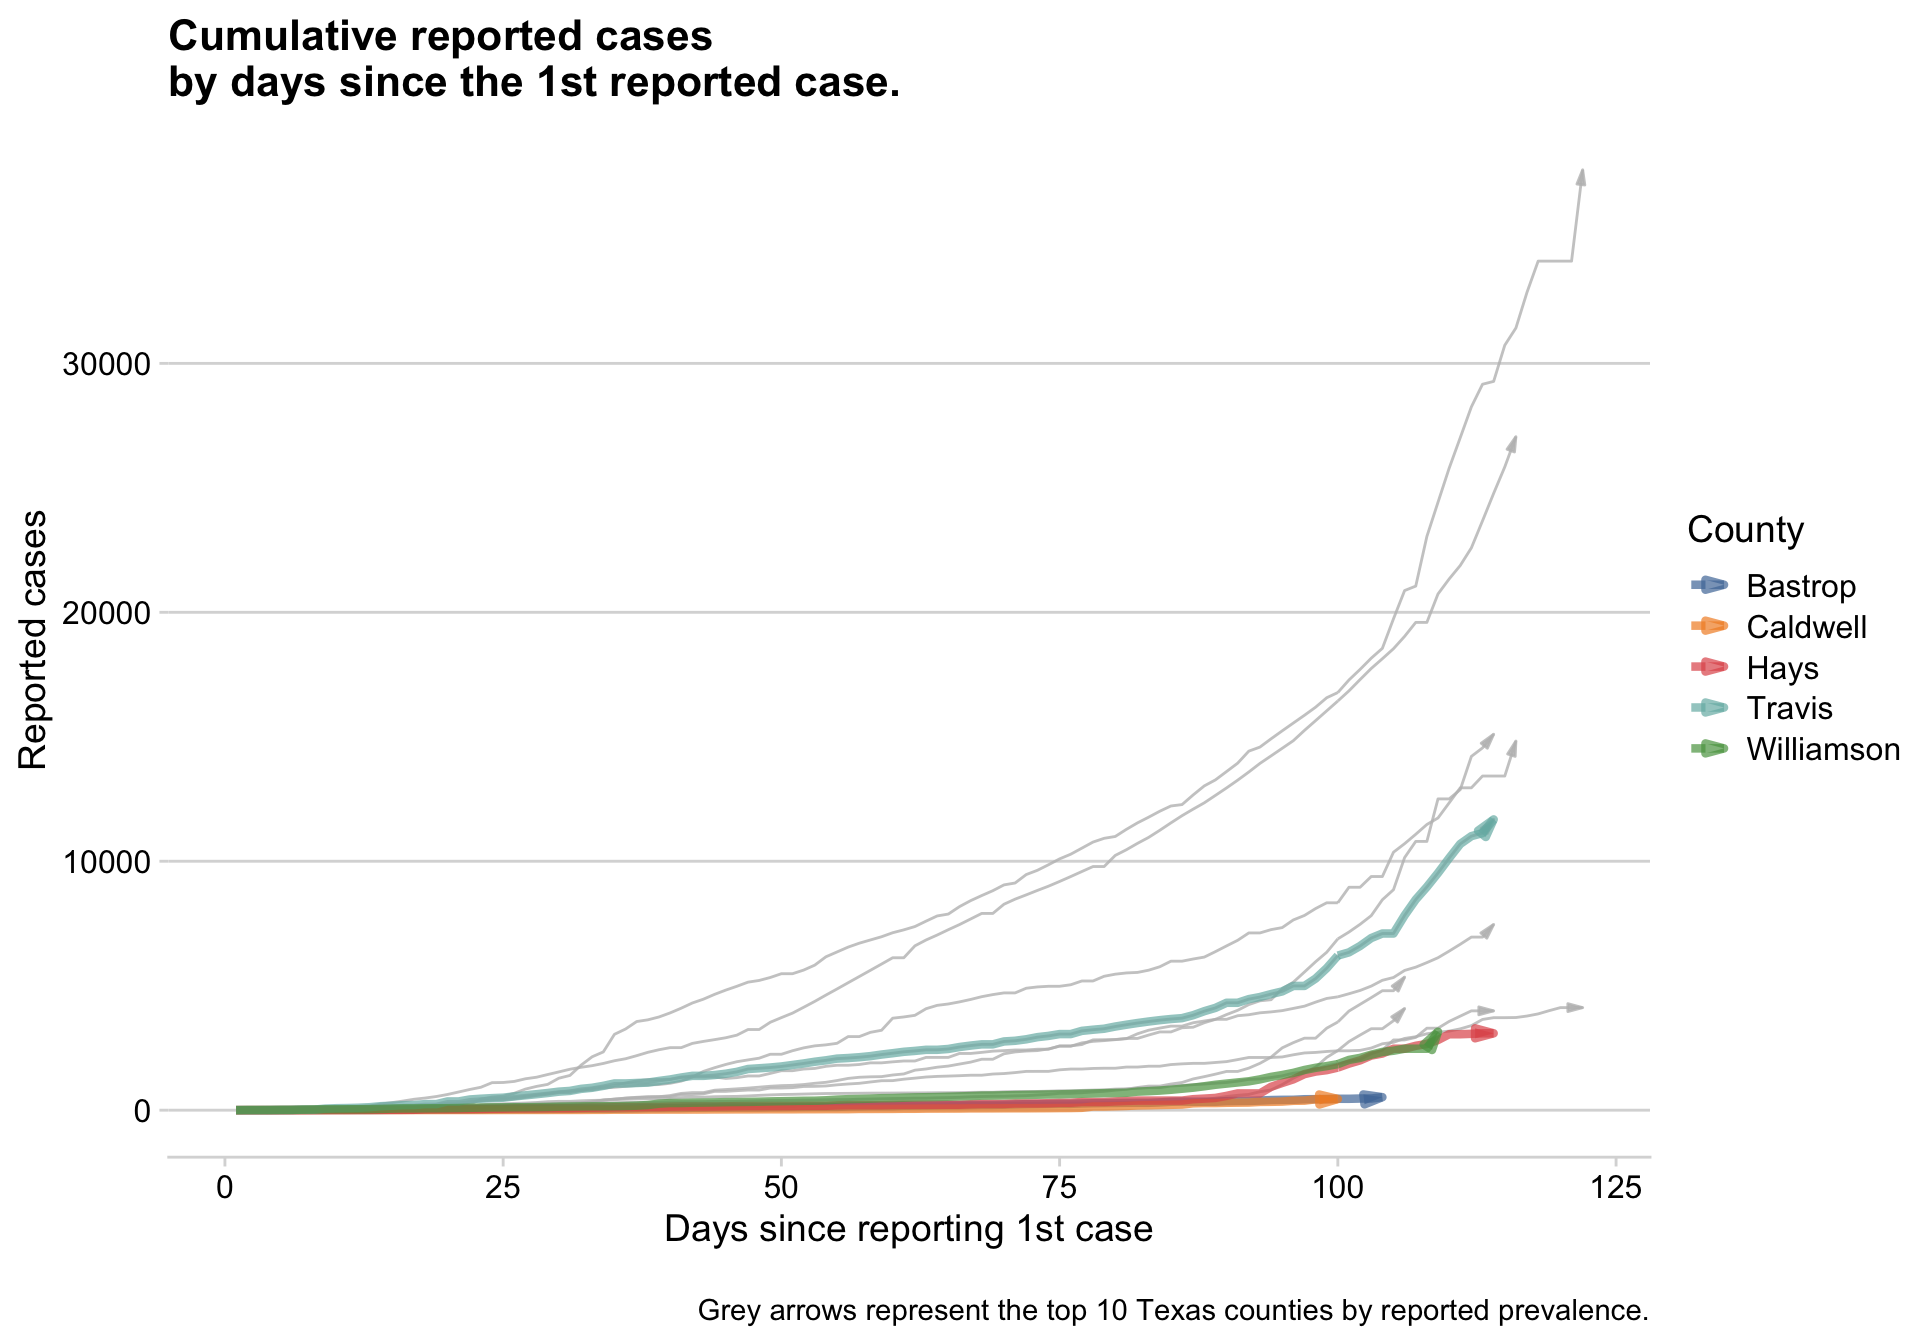 Cumulative reported cases
by days since the 1st reported case.
30000
20000
10000
0
Reported cases
0 25 50 75 100 125
Days since reporting 1st case
County
Bastrop
Caldwell
Hays
Travis
Williamson
Grey arrows represent the top 10 Texas counties by reported prevalence.